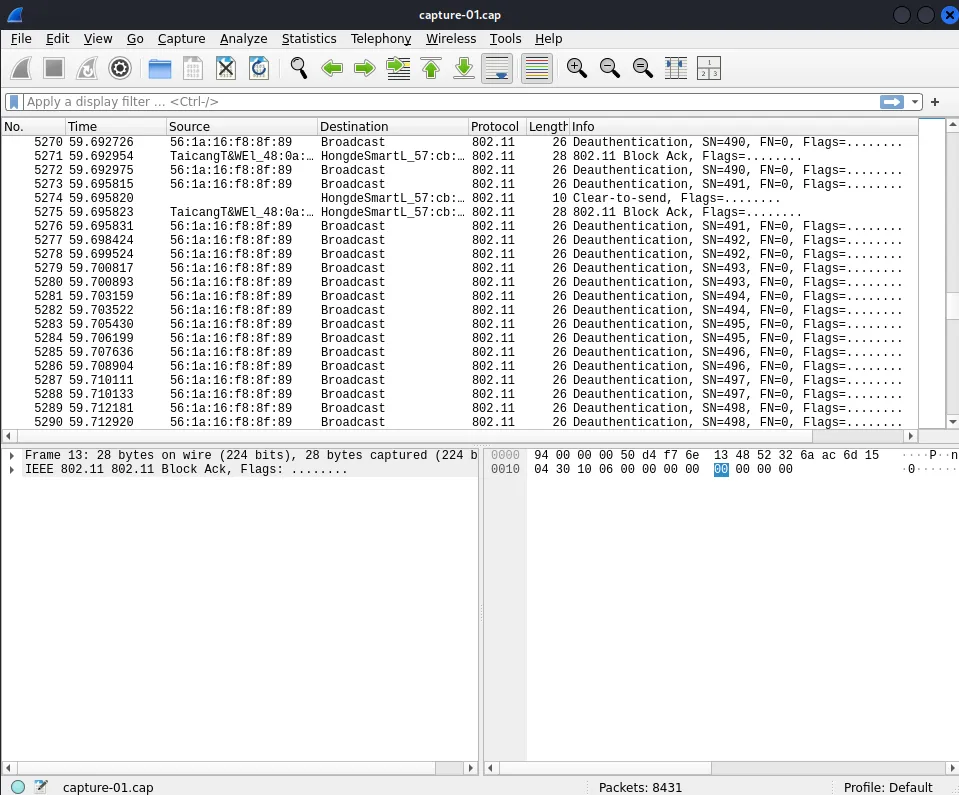 capture-01.cap
File Edit View Go Capture Analyze Statistics Telephony Wireless Tools Help
Apply a display filter ... <Ctrl-/>
No. Time Source Destination Protocol Length Info
5270 59.692726 56:1a:16:f8:8f:89 Broadcast 802.11 26 Deauthentication, SN=490, FN=0, Flags=........
5271 59.692954 TaicangT&WEl_48:0a:… HongdeSmartL_57:cb:… 802.11 28 802.11 Block Ack, Flags=........
5272 59.692975 56:1a:16:f8:8f:89 Broadcast 802.11 26 Deauthentication, SN=490, FN=0, Flags=........
5273 59.695815 56:1a:16:f8:8f:89 Broadcast 802.11 26 Deauthentication, SN=491, FN=0, Flags=........
5274 59.695820 HongdeSmartL_57:cb:… 802.11 10 Clear-to-send, Flags=........
5275 59.695823 TaicangT&WEl_48:0a:… HongdeSmartL_57:cb:… 802.11 28 802.11 Block Ack, Flags=........
5276 59.695831 56:1a:16:f8:8f:89 Broadcast 802.11 26 Deauthentication, SN=491, FN=0, Flags=........
5277 59.698424 56:1a:16:f8:8f:89 Broadcast 802.11 26 Deauthentication, SN=492, FN=0, Flags=........
5278 59.699524 56:1a:16:f8:8f:89 Broadcast 802.11 26 Deauthentication, SN=492, FN=0, Flags=........
5279 59.700817 56:1a:16:f8:8f:89 Broadcast 802.11 26 Deauthentication, SN=493, FN=0, Flags=........
5280 59.700893 56:1a:16:f8:8f:89 Broadcast 802.11 26 Deauthentication, SN=493, FN=0, Flags=........
5281 59.703159 56:1a:16:f8:8f:89 Broadcast 802.11 26 Deauthentication, SN=494, FN=0, Flags=........
5282 59.703522 56:1a:16:f8:8f:89 Broadcast 802.11 26 Deauthentication, SN=494, FN=0, Flags=........
5283 59.705430 56:1a:16:f8:8f:89 Broadcast 802.11 26 Deauthentication, SN=495, FN=0, Flags=........
5284 59.706199 56:1a:16:f8:8f:89 Broadcast 802.11 26 Deauthentication, SN=495, FN=0, Flags=........
5285 59.707636 56:1a:16:f8:8f:89 Broadcast 802.11 26 Deauthentication, SN=496, FN=0, Flags=........
5286 59.708904 56:1a:16:f8:8f:89 Broadcast 802.11 26 Deauthentication, SN=496, FN=0, Flags=........
5287 59.710111 56:1a:16:f8:8f:89 Broadcast 802.11 26 Deauthentication, SN=497, FN=0, Flags=........
5288 59.710133 56:1a:16:f8:8f:89 Broadcast 802.11 26 Deauthentication, SN=497, FN=0, Flags=........
5289 59.712181 56:1a:16:f8:8f:89 Broadcast 802.11 26 Deauthentication, SN=498, FN=0, Flags=........
5290 59.712920 56:1a:16:f8:8f:89 Broadcast 802.11 26 Deauthentication, SN=498, FN=0, Flags=........
Frame 13: 28 bytes on wire (224 bits), 28 bytes captured (224 b
IEEE 802.11 802.11 Block Ack, Flags: ........
0000 94 00 00 00 50 d4 f7 6e 13 48 52 32 6a ac 6d 15 ····P··n
0010 04 30 10 06 00 00 00 00 00 00 00 00 ·0······
capture-01.cap Packets: 8431 Profile: Default